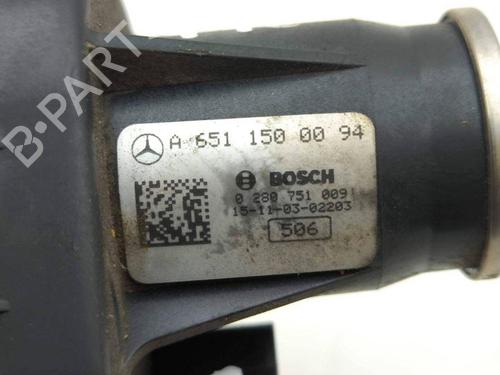 B-PART
A 651 150 00 94
BOSCH
0 280 751 009
15-11-03-02203
506